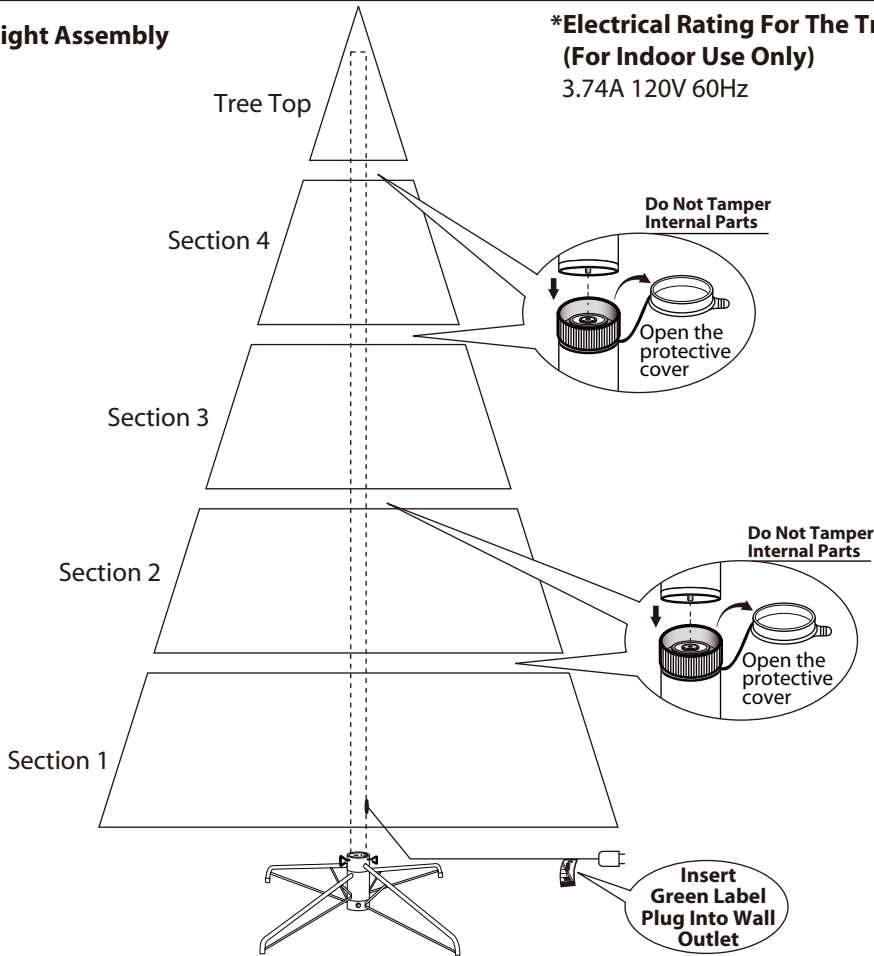 ight Assembly
*Electrical Rating For The Tr
(For Indoor Use Only)
3.74A 120V 60Hz
Tree Top
Do Not Tamper
Internal Parts
Section 4
Open the
protective
cover
Section 3
Do Not Tamper
Internal Parts
Section 2
Open the
protective
cover
Section 1
Insert
Green Label
Plug Into Wall
Outlet